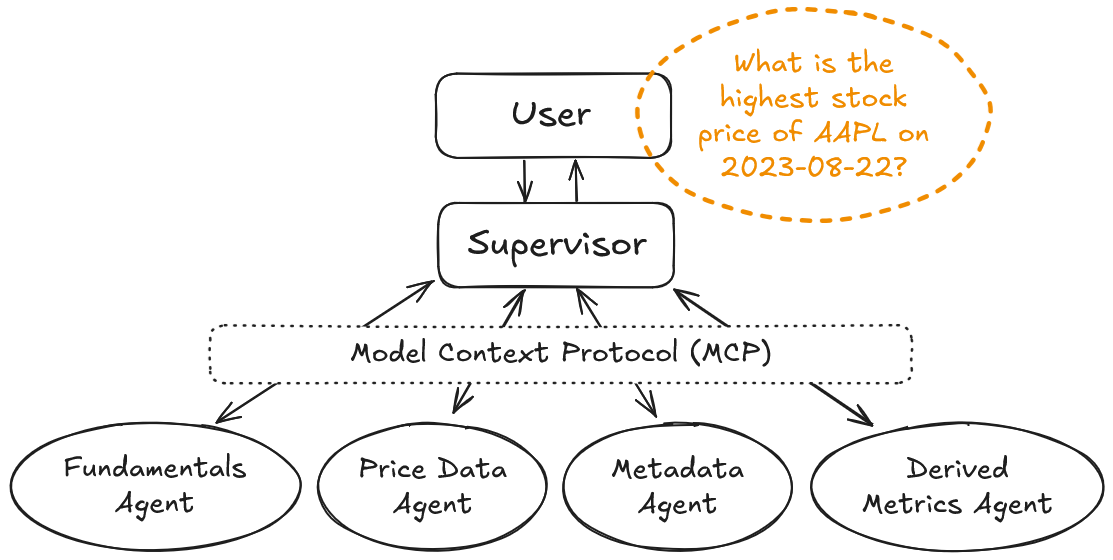 User
What is the
highest stock
price of AAPL on
2023-08-22?
Supervisor
Model Context Protocol (MCP)
Fundamentals
Agent
Price Data
Agent
Metadata
Agent
Derived
Metrics Agent